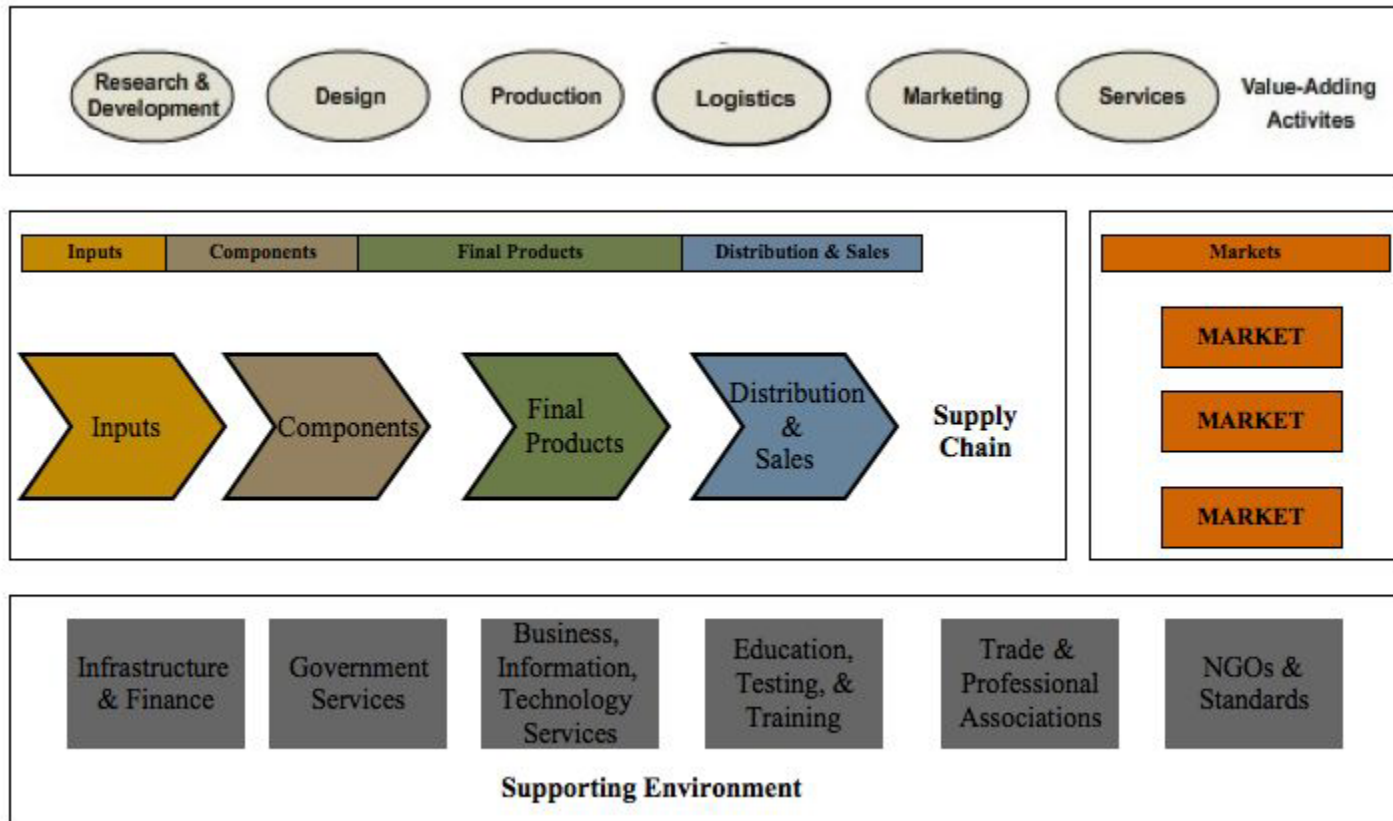 Research &
Development
Design
Production
Logistics
Marketing
Services
Value-Adding
Activites
Inputs
Components
Final Products
Distribution & Sales
Markets
Inputs
Components
Final
Products
Distribution
&
Sales
Supply
Chain
MARKET
MARKET
MARKET
Infrastructure
& Finance
Government
Services
Business,
Information,
Technology
Services
Education,
Testing, &
Training
Trade &
Professional
Associations
NGOs &
Standards
Supporting Environment